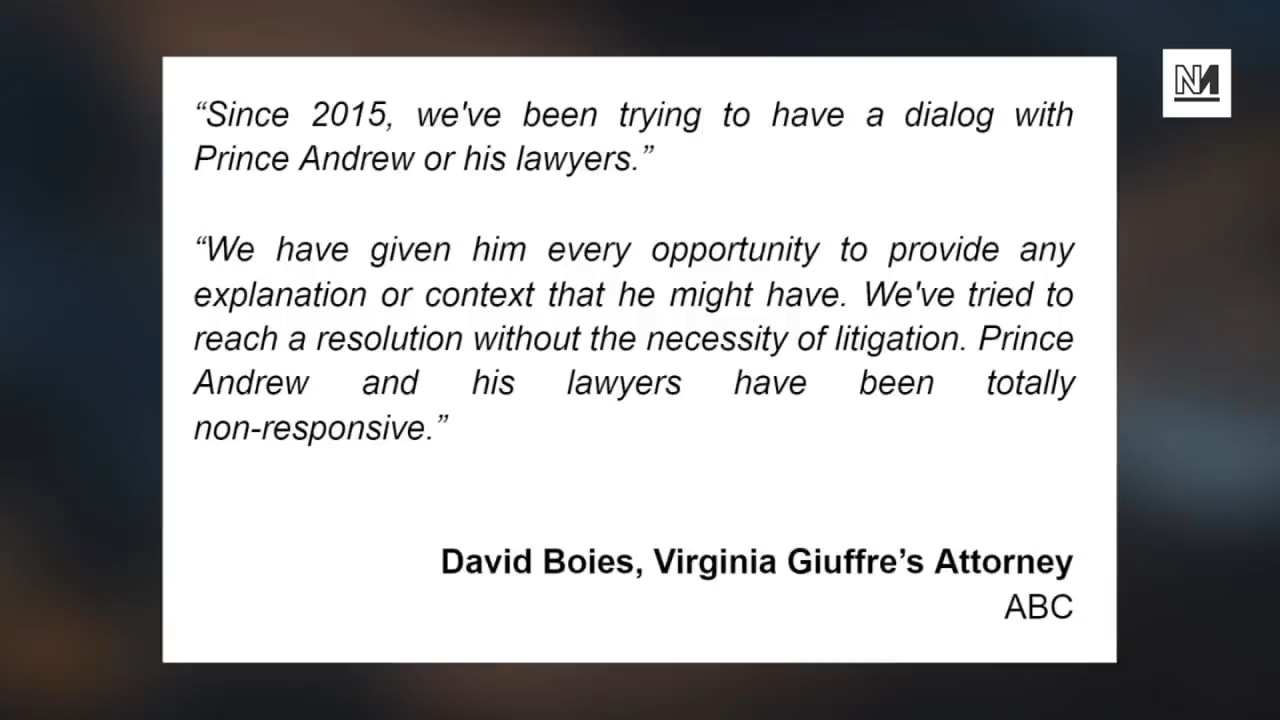 “Since 2015, we've been trying to have a dialog with
Prince Andrew or his lawyers.”
“We have given him every opportunity to provide any
explanation or context that he might have. We've tried to
reach a resolution without the necessity of litigation. Prince
Andrew and his lawyers have been totally
non-responsive.”
David Boies, Virginia Giuffre’s Attorney
ABC
NM